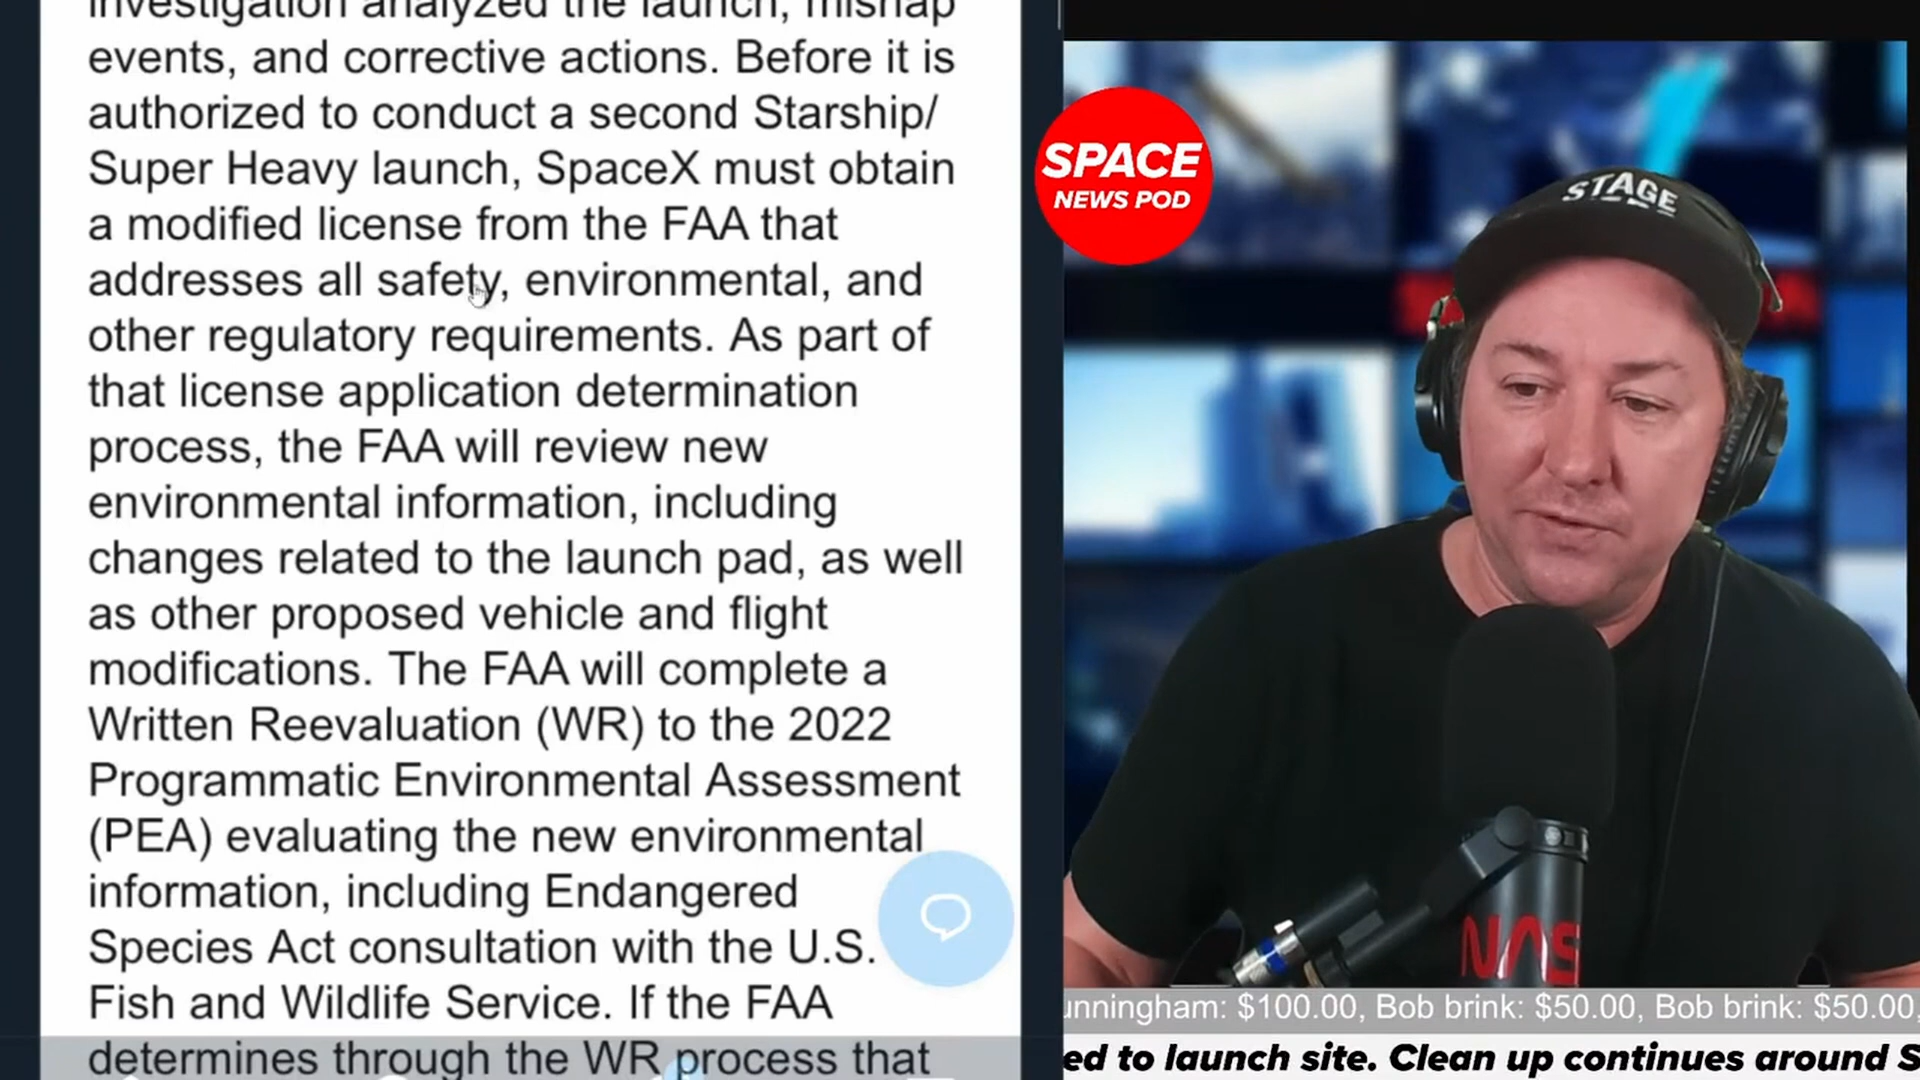 investigation analyzed the launch, mishap
events, and corrective actions. Before it is
authorized to conduct a second Starship/
Super Heavy launch, SpaceX must obtain
a modified license from the FAA that
addresses all safety, environmental, and
other regulatory requirements. As part of
that license application determination
process, the FAA will review new
environmental information, including
changes related to the launch pad, as well
as other proposed vehicle and flight
modifications. The FAA will complete a
Written Reevaluation (WR) to the 2022
Programmatic Environmental Assessment
(PEA) evaluating the new environmental
information, including Endangered
Species Act consultation with the U.S.
Fish and Wildlife Service. If the FAA
determines through the WR process that
SPACE
NEWS POD
STAGE
NAS
unningham: $100.00, Bob brink: $50.00, Bob brink: $50.00,
ed to launch site. Clean up continues around S